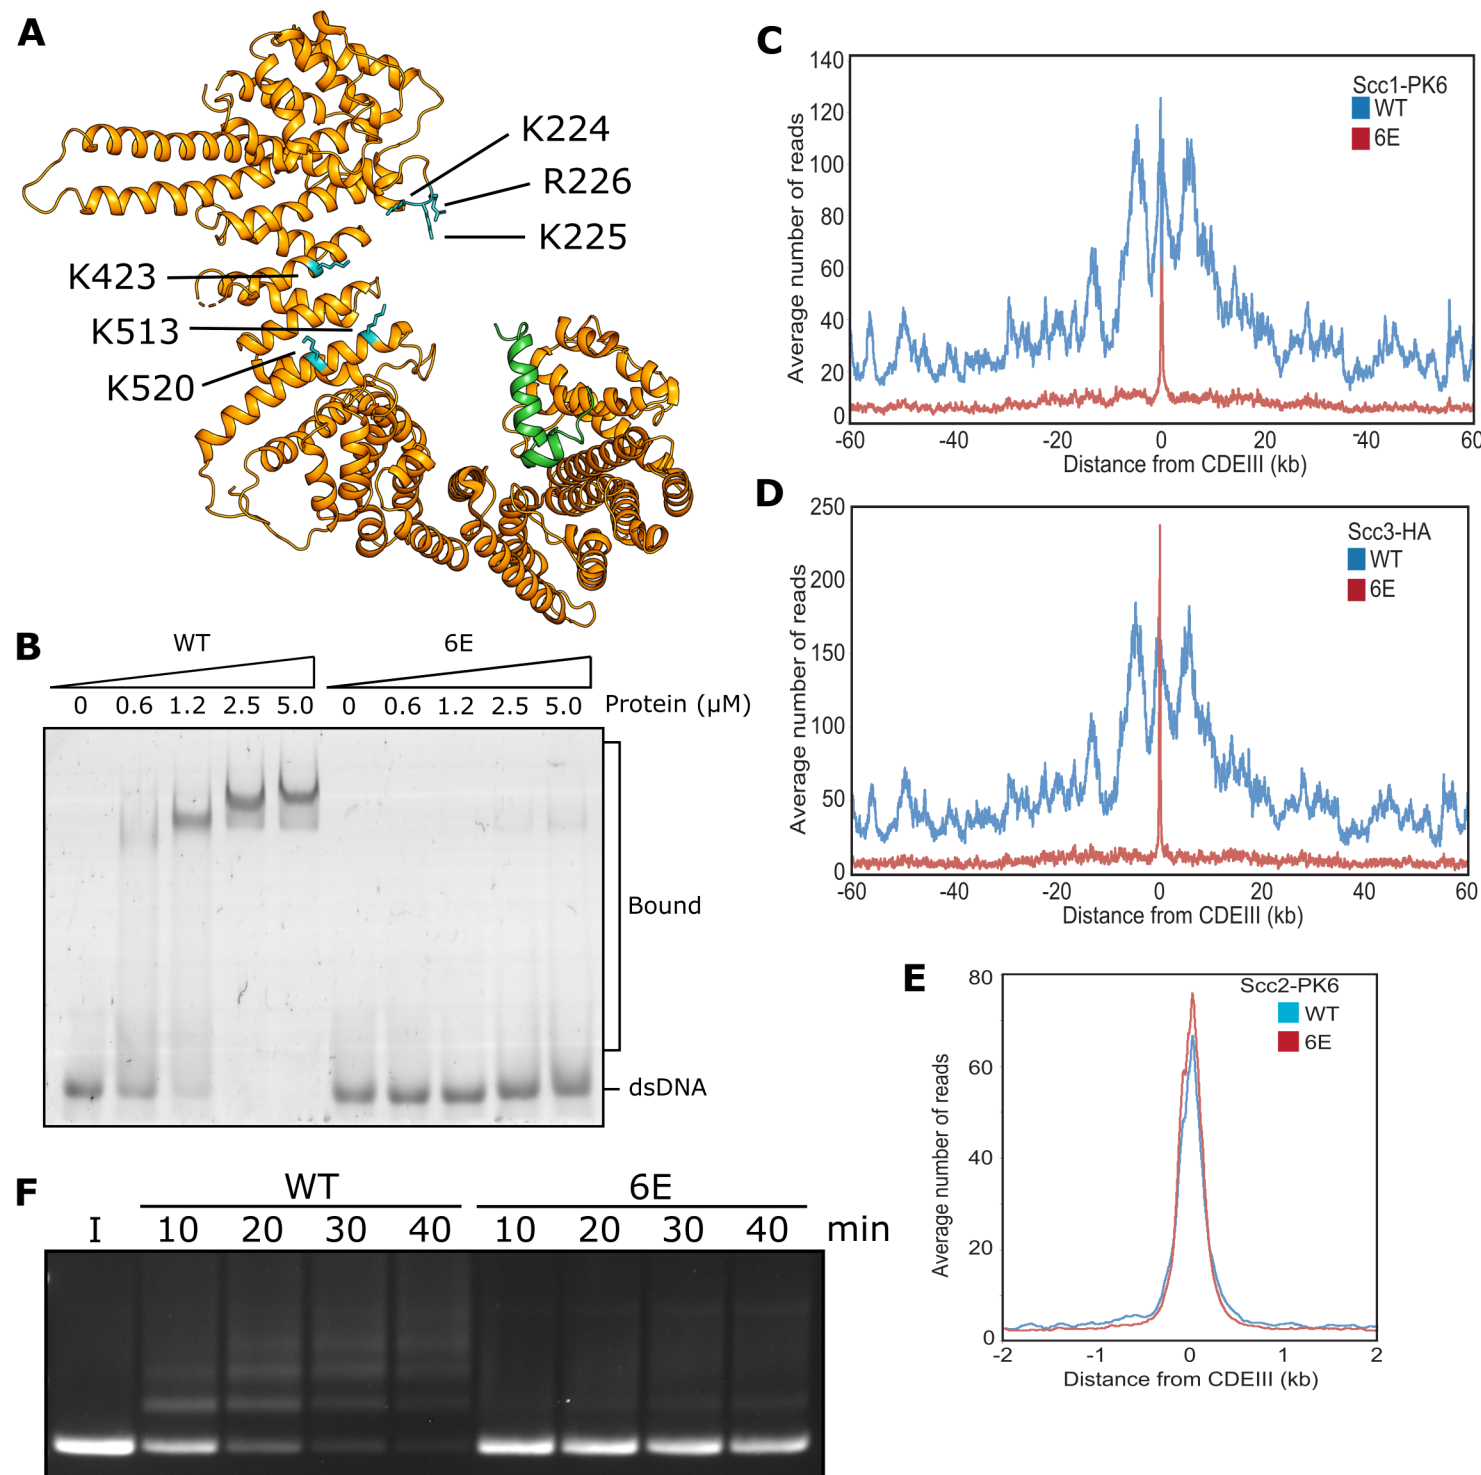 A
K224
R226
K225
K423
K513
K520
B
WT
6E
0 0.6 1.2 2.5 5.0 0 0.6 1.2 2.5 5.0 Protein (μM)
Bound
dsDNA
C
Average number of reads
140
120
100
80
60
40
20
0
-60 -40 -20 0 20 40 60
Distance from CDEIII (kb)
Scc1-PK6
WT
6E
D
Average number of reads
250
200
150
100
50
0
-60 -40 -20 0 20 40 60
Distance from CDEIII (kb)
Scc3-HA
WT
6E
E
Average number of reads
80
60
40
20
0
-2 -1 0 1 2
Distance from CDEIII (kb)
Scc2-PK6
WT
6E
F
WT
6E
I 10 20 30 40 10 20 30 40 min